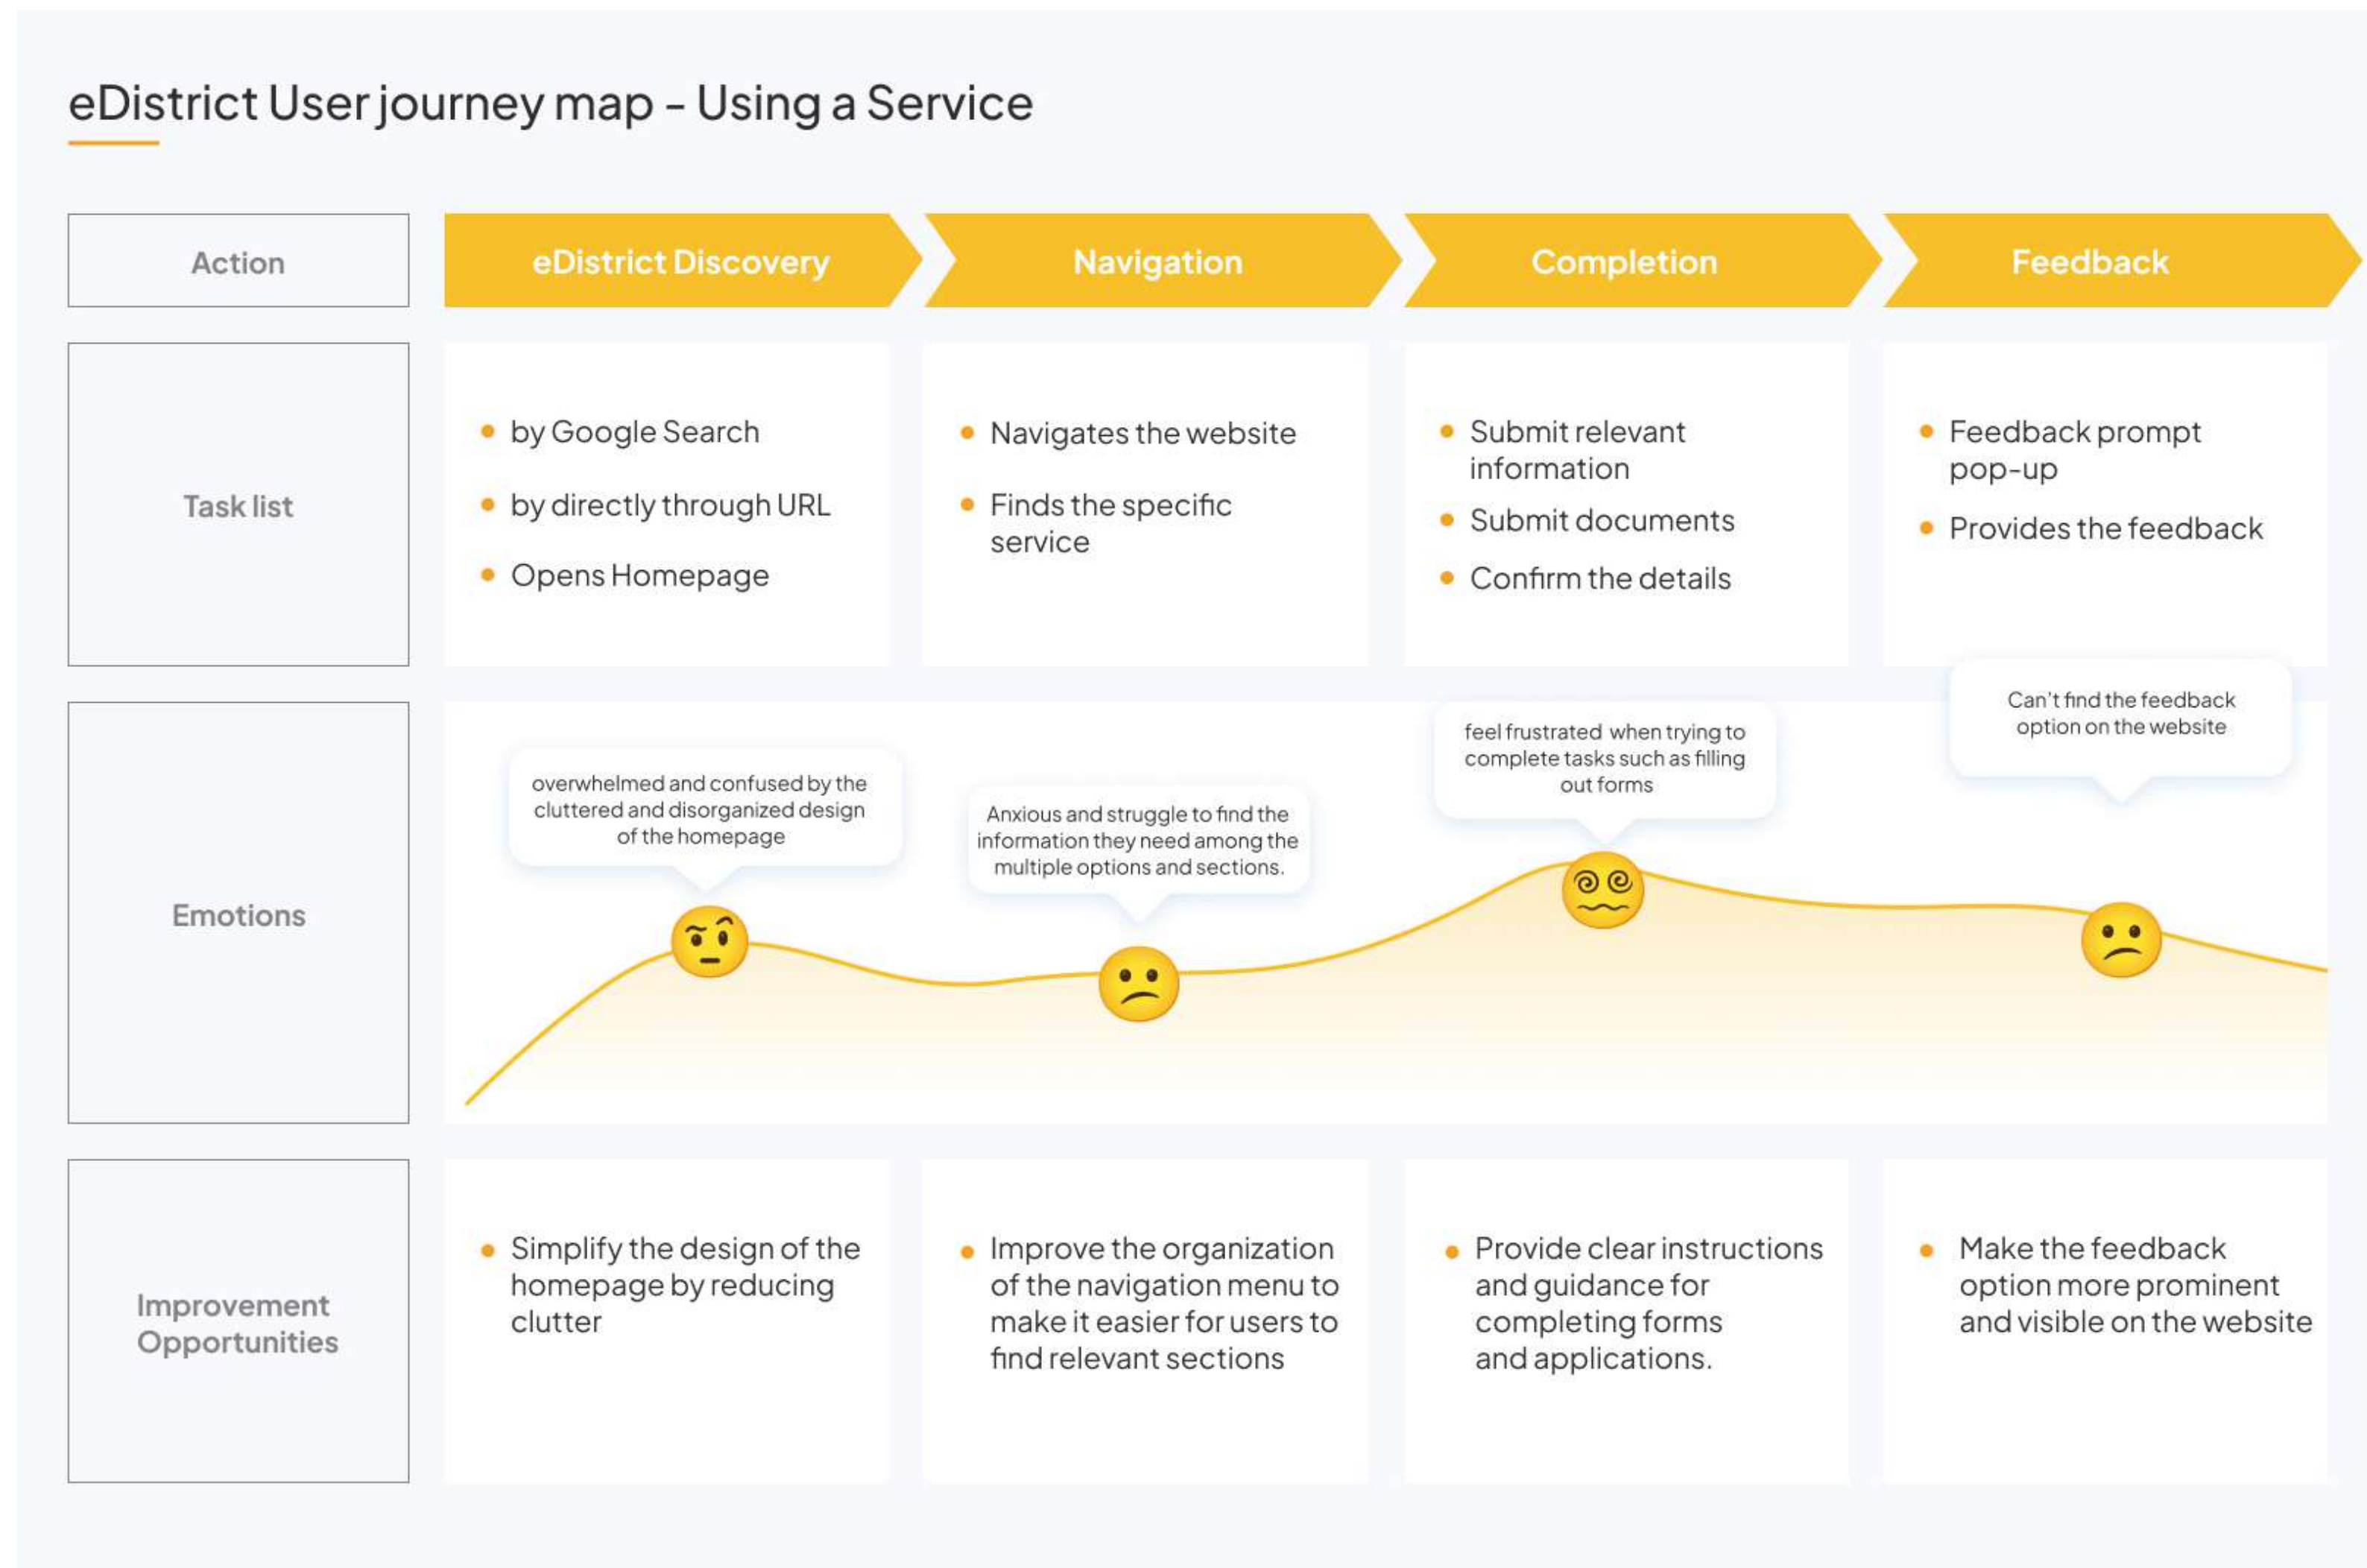 eDistrict User journey map - Using a Service
Action
eDistrict Discovery
Navigation
Completion
Feedback
Task list
by Google Search
by directly through URL
Opens Homepage
Navigates the website
Finds the specific
service
Submit relevant
information
Submit documents
Confirm the details
Feedback prompt
pop-up
Provides the feedback
Emotions
overwhelmed and confused by the
cluttered and disorganized design
of the homepage
Anxious and struggle to find the
information they need among the
multiple options and sections.
feel frustrated when trying to
complete tasks such as filling
out forms
Can't find the feedback
option on the website
Improvement
Opportunities
Simplify the design of the
homepage by reducing
clutter
Improve the organization
of the navigation menu to
make it easier for users to
find relevant sections
Provide clear instructions
and guidance for
completing forms
and applications.
Make the feedback
option more prominent
and visible on the website